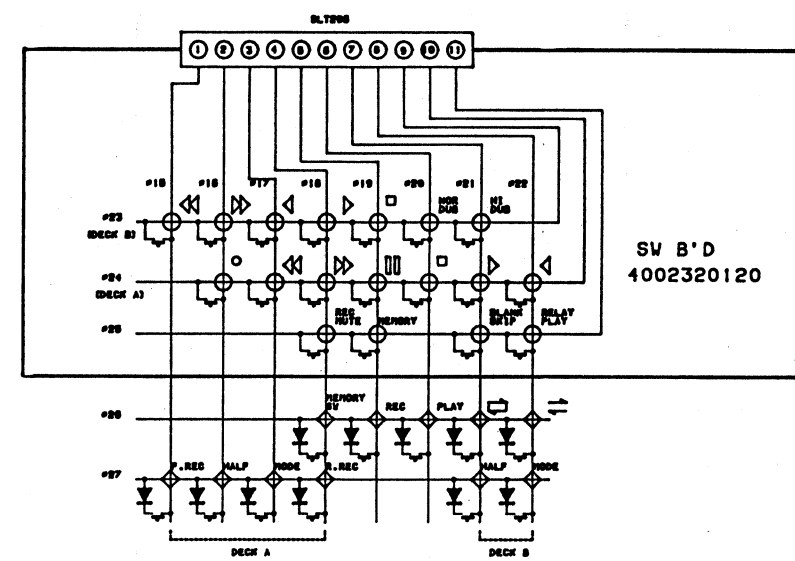 SLT206
1 2 3 4 5 6 7 8 9 10 11
#15 #16 #17 #18 #19 #20 #21 #22
#23
(DECK B)
NOR
DUB
HI
DUB
#24
(DECK A)
#25
REC
MUTE
MEMORY
BLANK
SKIP
RELAY
PLAY
SW B'D
4002320120
#26
MEMORY
SW
REC
PLAY
#27
F.REC
HALF
MODE
R.REC
HALF
MODE
DECK A
DECK B